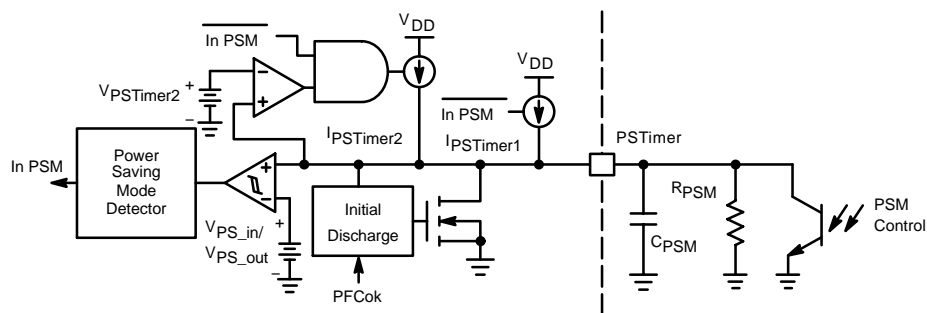 V_DD
In PSM
V_DD
V_PSTimer2
+
−
−
+
In PSM
I_PSTimer2
I_PSTimer1
PSTimer
In PSM
Power
Saving
Mode
Detector
+
−
Initial
Discharge
R_PSM
PSM
Control
V_PS_in/
V_PS_out
+
−
C_PSM
PFCok